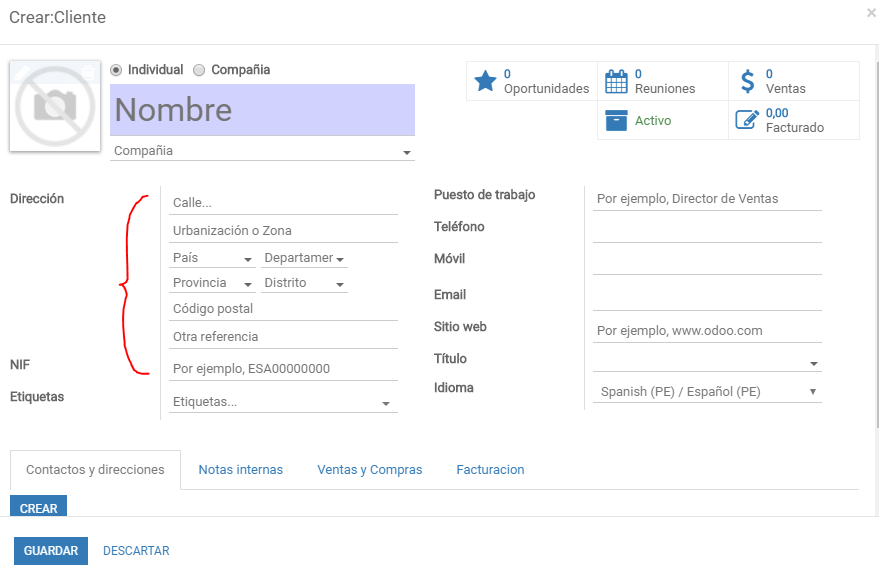 Crear:Cliente
×
Individual Compañia
Nombre
Compañia
0
Oportunidades
0
Reuniones
0
Ventas
Activo
0,00
Facturado
Dirección
Calle...
Urbanización o Zona
País Departamen
Provincia Distrito
Código postal
Otra referencia
NIF Por ejemplo, ESA00000000
Etiquetas Etiquetas...
Puesto de trabajo Por ejemplo, Director de Ventas
Teléfono
Móvil
Email
Sitio web Por ejemplo, www.odoo.com
Título
Idioma Spanish (PE) / Español (PE)
Contactos y direcciones Notas internas Ventas y Compras Facturacion
CREAR
GUARDAR DESCARTAR